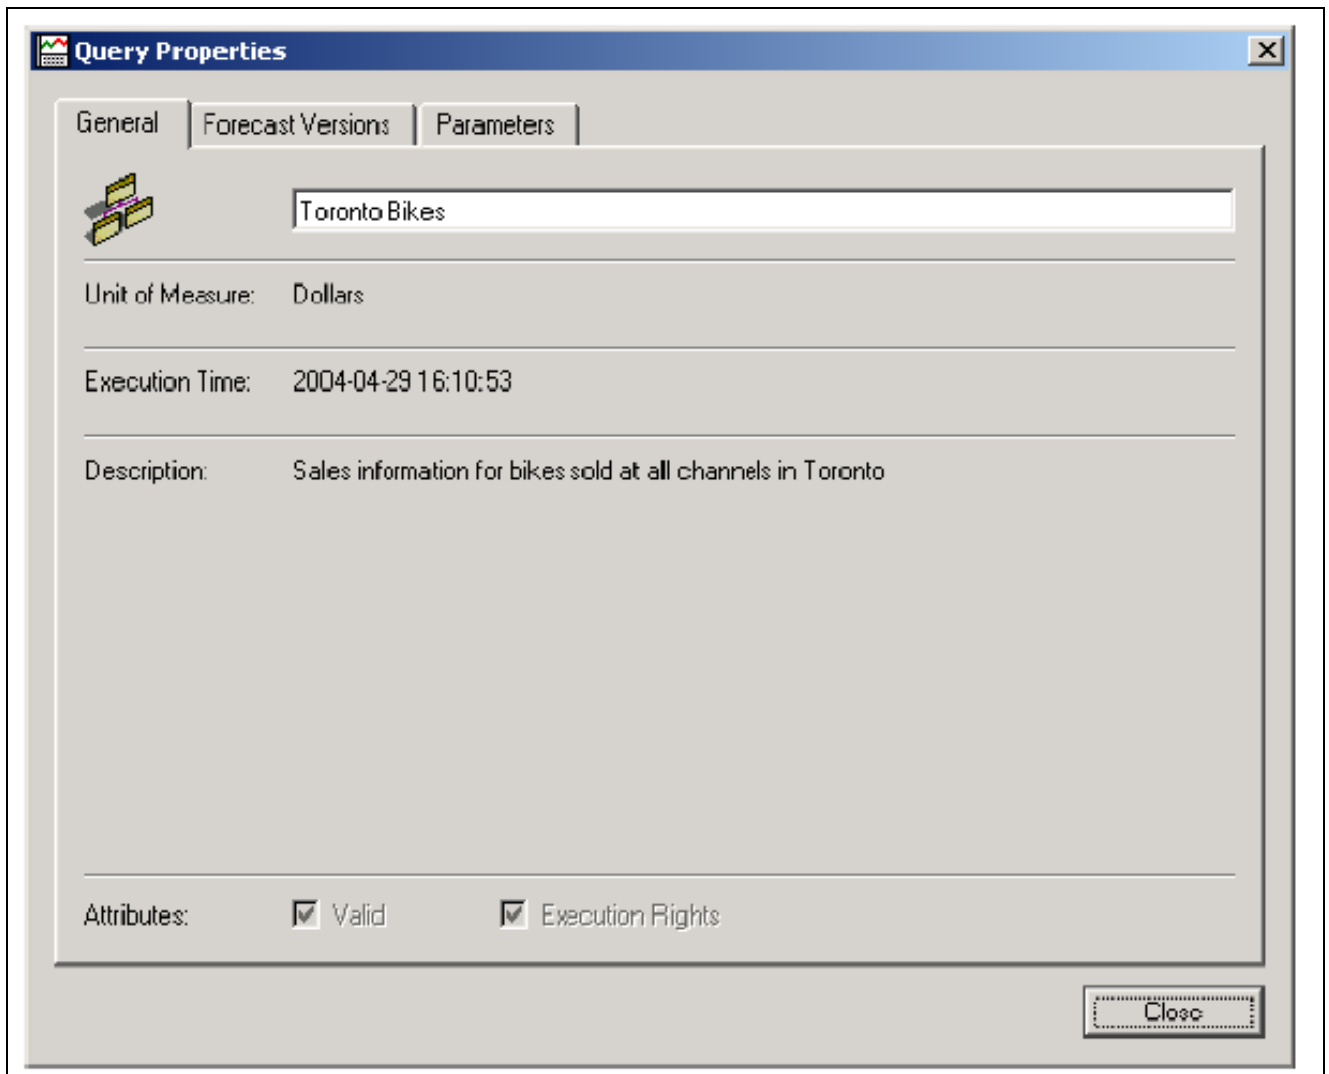 Query Properties
General Forecast Versions Parameters
Toronto Bikes
Unit of Measure: Dollars
Execution Time: 2004-04-29 16:10:53
Description: Sales information for bikes sold at all channels in Toronto
Attributes: Valid Execution Rights
Close